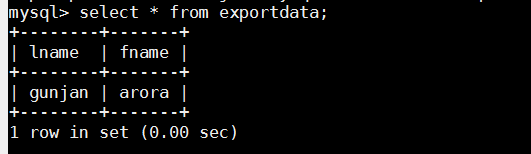 mysql> select * from exportdata;
+--------+-------+
| lname  | fname |
+--------+-------+
| gunjan | arora |
+--------+-------+
1 row in set (0.00 sec)